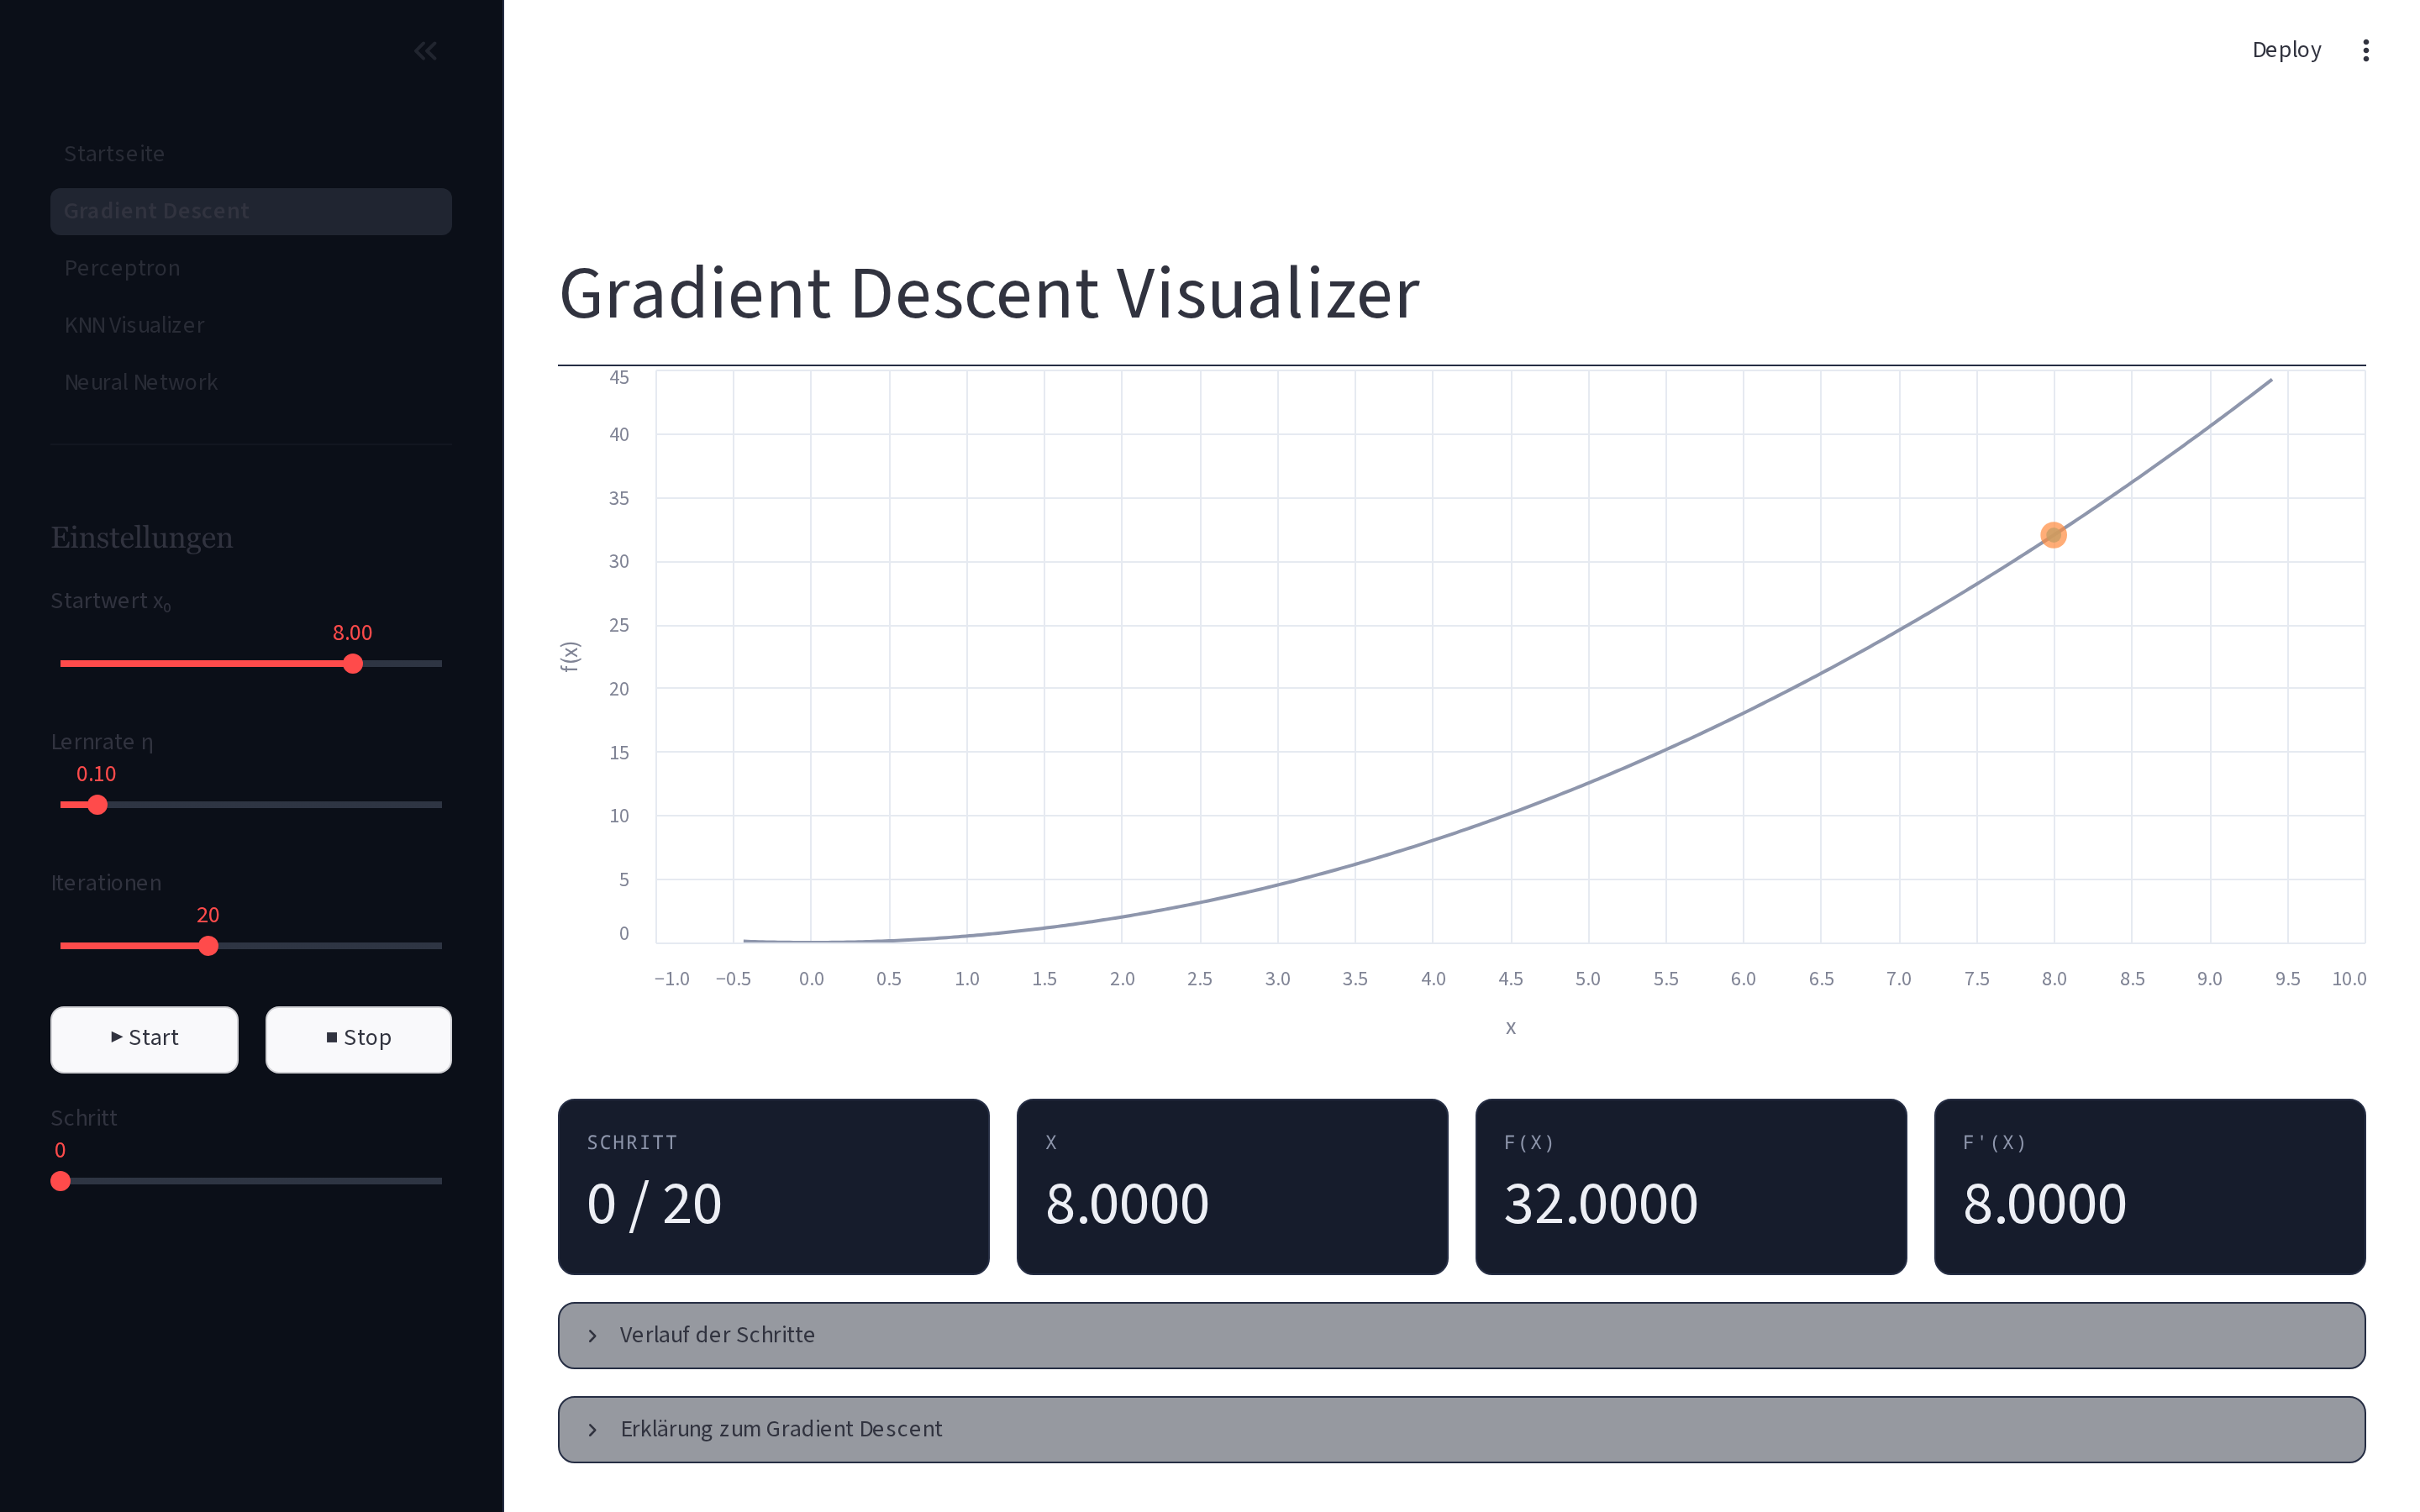 Deploy
Startseite
Gradient Descent
Perceptron
KNN Visualizer
Neural Network
Einstellungen
Startwert x₀
8.00
Lernrate η
0.10
Iterationen
20
▶ Start
■ Stop
Schritt
0
Gradient Descent Visualizer
45
40
35
30
25
20
15
10
5
0
f(x)
−1.0 −0.5 0.0 0.5 1.0 1.5 2.0 2.5 3.0 3.5 4.0 4.5 5.0 5.5 6.0 6.5 7.0 7.5 8.0 8.5 9.0 9.5 10.0
x
SCHRITT
0 / 20
X
8.0000
F(X)
32.0000
F'(X)
8.0000
Verlauf der Schritte
Erklärung zum Gradient Descent